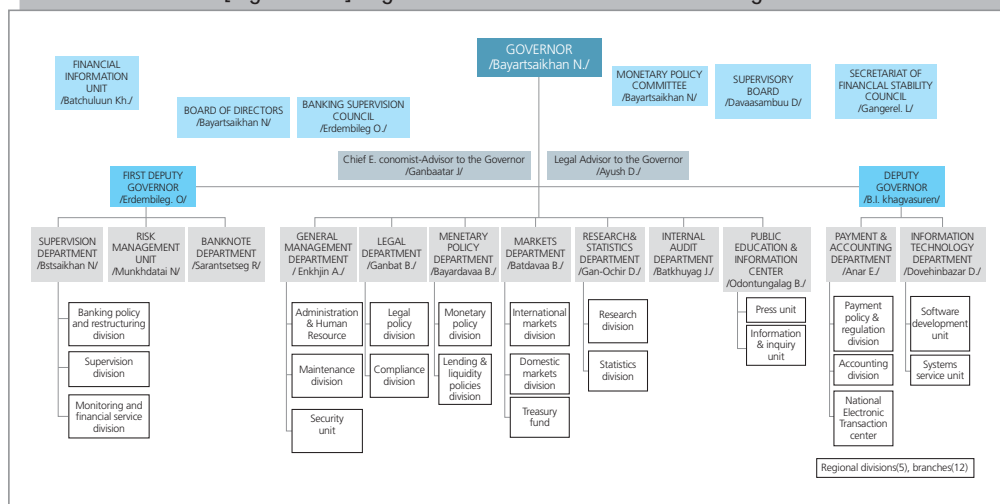 GOVERNOR
/Bayartsaikhan N./
FINANCIAL
INFORMATION
UNIT
/Batchuluun Kh./
BOARD OF DIRECTORS
/Bayartsaikhan N/
BANKING SUPERVISION
COUNCIL
/Erdembileg O./
MONETARY POLICY
COMMITTEE
/Bayartsaikhan N/
SUPERVISORY
BOARD
/Davaasambuu D/
SECRETARIAT OF
FINANCLAL STABILITY
COUNCIL
/Gangerel. L/
Chief E. conomist-Advisor to the Governor
/Ganbaatar J/
Legal Advisor to the Governor
/Ayush D./
FIRST DEPUTY
GOVERNOR
/Erdembileg. O/
DEPUTY
GOVERNOR
/B.I. khagvasuren/
SUPERVISION
DEPARTMENT
/Bstsaikhan N/
RISK
MANAGEMENT
UNIT
/Munkhdatai N/
BANKNOTE
DEPARTMENT
/Sarantsetseg R/
GENERAL
MANAGEMENT
DEPARTMENT
/ Enkhjin A./
LEGAL
DEPARTMENT
/Ganbat B./
MENETARY
POLICY
DEPARTMENT
/Bayardavaa B./
MARKETS
DEPARTMENT
/Batdavaa B./
RESEARCH&
STATISTICS
DEPARTMENT
/Gan-Ochir D./
INTERNAL
AUDIT
DEPARTMENT
/Batkhuyag J./
PUBLIC
EDUCATION &
INFORMATION
CENTER
/Odontungalag B./
PAYMENT &
ACCOUNTING
DEPARTMENT
/Anar E./
INFORMATION
TECHNOLOGY
DEPARTMENT
/Dovehinbazar D./
Banking policy
and restructuring
division
Supervision
division
Monitoring and
financial service
division
Administration
& Human
Resource
Maintenance
division
Security
unit
Legal
policy
division
Compliance
division
Monetary
policy
division
Lending &
liquidity
policies
division
International
markets
division
Domestic
markets
division
Treasury
fund
Research
division
Statistics
division
Press unit
Information
& inquiry
unit
Payment
policy &
regulation
division
Accounting
division
National
Electronic
Transaction
center
Software
development
unit
Systems
service unit
Regional divisions(5), branches(12)